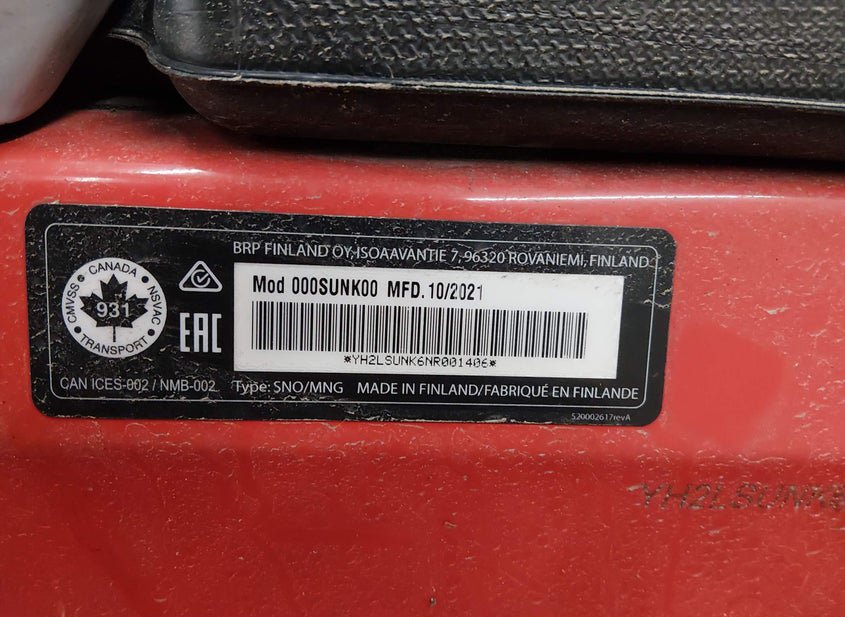 BRP FINLAND OY, ISOAAVANTIE 7, 96320 ROVANIEMI, FINLAND
CANADA
CMVSS
NSVAC
931
TRANSPORT
EAC
Mod 000SUNK00 MFD. 10/2021
*YH2LSUNK6NR001406*
CAN ICES-002 / NMB-002
Type: SNO/MNG
MADE IN FINLAND/FABRIQUÉ EN FINLANDE
520002617revA
YH2LSUNK6